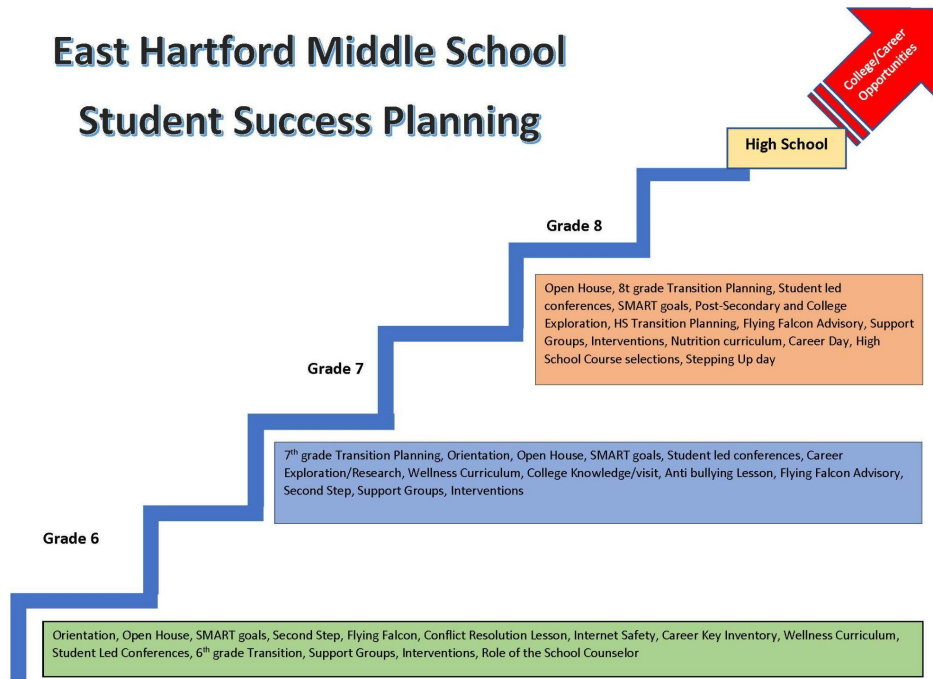 East Hartford Middle School
Student Success Planning
College/Career
Opportunities
High School
Grade 8
Open House, 8t grade Transition Planning, Student led
conferences, SMART goals, Post-Secondary and College
Exploration, HS Transition Planning, Flying Falcon Advisory, Support
Groups, Interventions, Nutrition curriculum, Career Day, High
School Course selections, Stepping Up day
Grade 7
7th grade Transition Planning, Orientation, Open House, SMART goals, Student led conferences, Career
Exploration/Research, Wellness Curriculum, College Knowledge/visit, Anti bullying Lesson, Flying Falcon Advisory,
Second Step, Support Groups, Interventions
Grade 6
Orientation, Open House, SMART goals, Second Step, Flying Falcon, Conflict Resolution Lesson, Internet Safety, Career Key Inventory, Wellness Curriculum,
Student Led Conferences, 6th grade Transition, Support Groups, Interventions, Role of the School Counselor